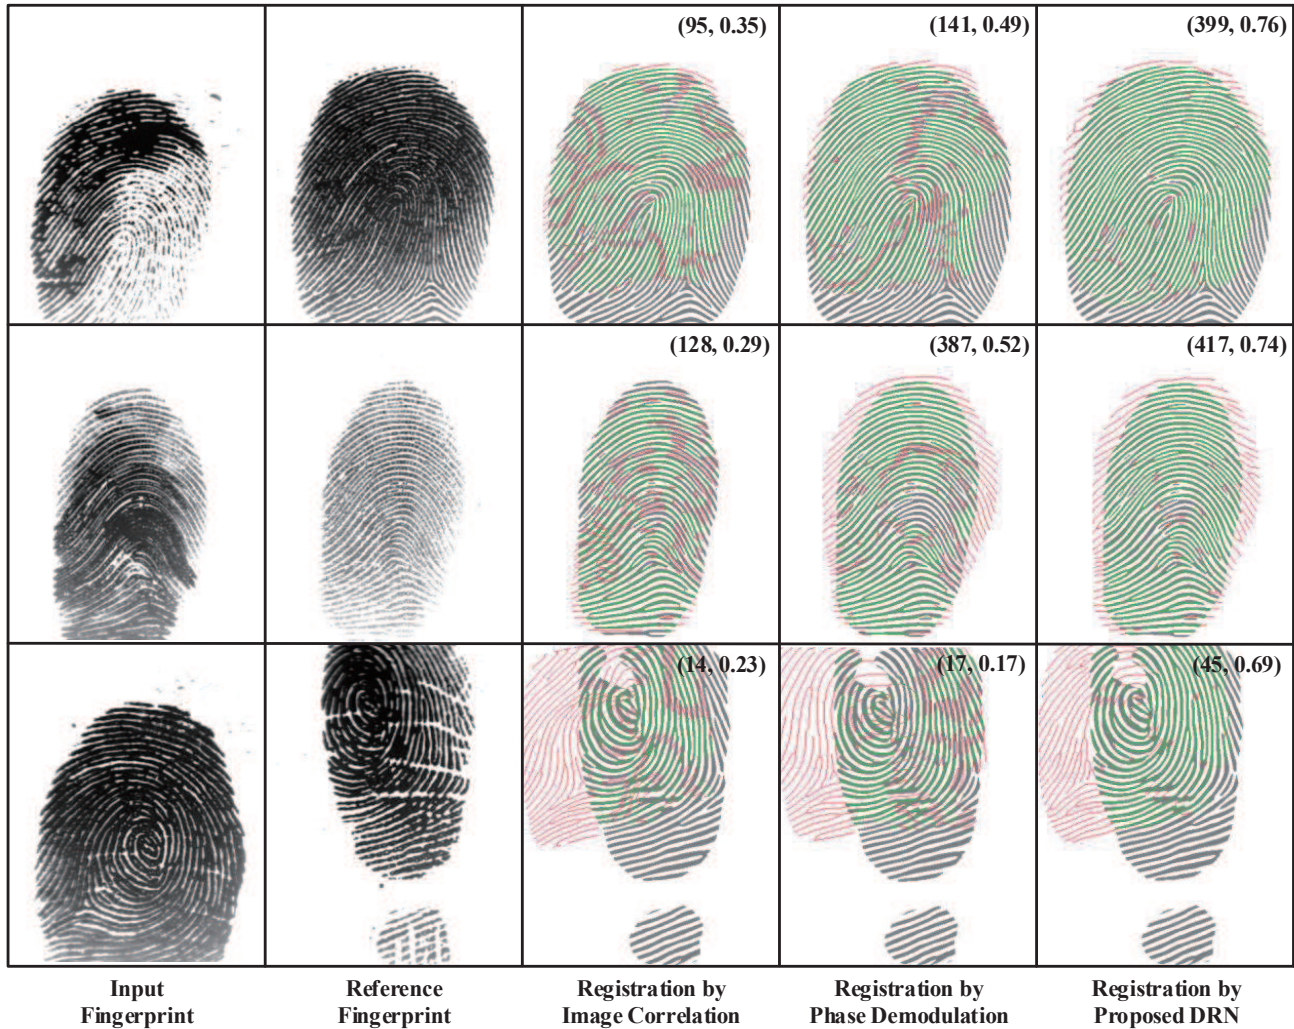 (95, 0.35)
(141, 0.49)
(399, 0.76)
(128, 0.29)
(387, 0.52)
(417, 0.74)
(14, 0.23)
(17, 0.17)
(45, 0.69)
Input
Fingerprint
Reference
Fingerprint
Registration by
Image Correlation
Registration by
Phase Demodulation
Registration by
Proposed DRN